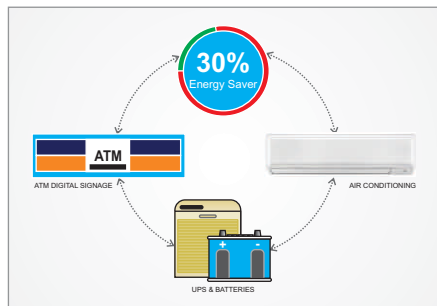 30%
Energy Saver
ATM
ATM DIGITAL SIGNAGE
AIR CONDITIONING
+ -
UPS & BATTERIES